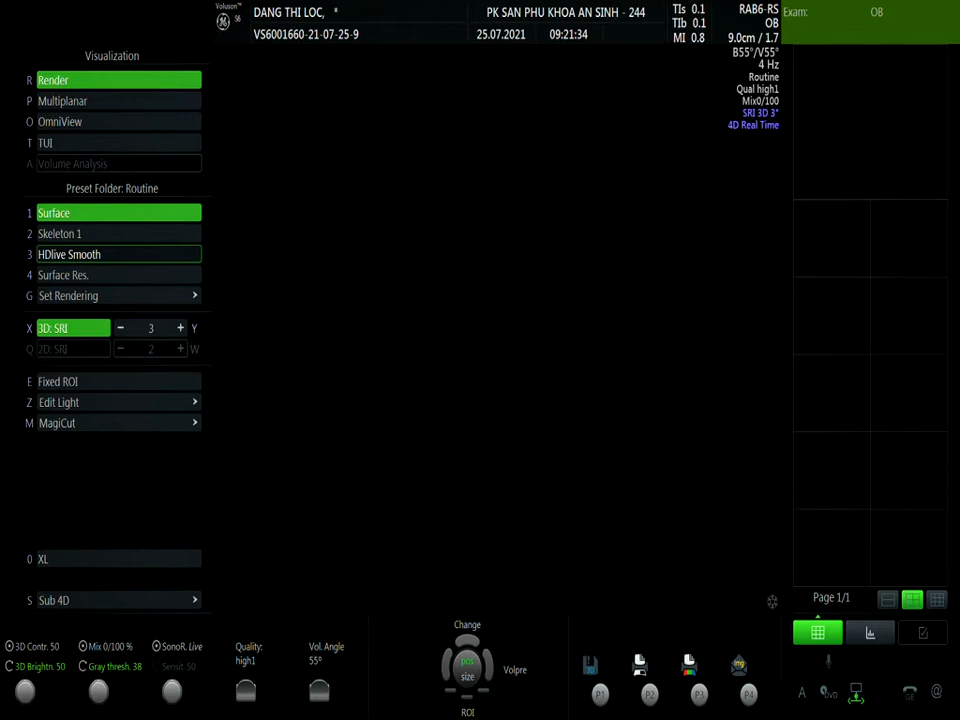 Voluson™
S6
DANG THI LOC, *
PK SAN PHU KHOA AN SINH - 244
TIs 0.1
RAB6-RS
TIb 0.1
OB
VS6001660-21-07-25-9
25.07.2021
09:21:34
MI 0.8
9.0cm / 1.7
Exam: OB
B55°/V55°
4 Hz
Routine
Qual high1
Mix0/100
SRI 3D 3*
4D Real Time
Visualization
R Render
P Multiplanar
O OmniView
T TUI
A Volume Analysis
Preset Folder: Routine
1 Surface
2 Skeleton 1
3 HDlive Smooth
4 Surface Res.
G Set Rendering >
X 3D: SRI - 3 + Y
Q 2D: SRI - 2 + W
E Fixed ROI
Z Edit Light >
M MagiCut >
0 XL
S Sub 4D >
Page 1/1
3D Contr. 50
Mix 0/100 %
SonoR. Live
3D Brightn. 50
Gray thresh. 38
Sensit. 50
Quality:
high1
Vol. Angle
55°
Change
pos
size
Volpre
ROI
3D
img
P1
P2
P3
P4
A
DVD
GE
@